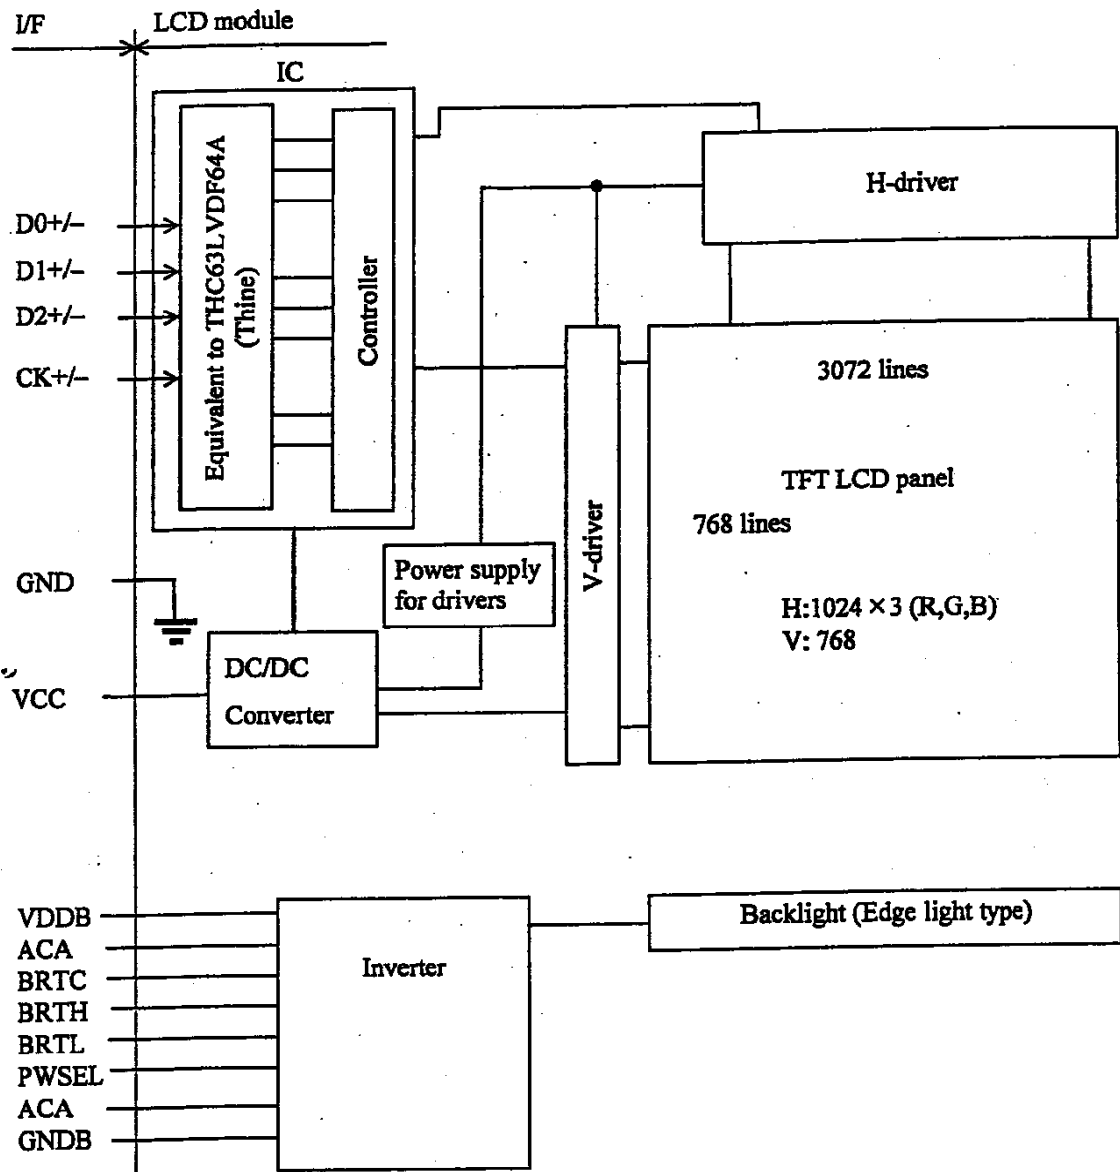 I/F
LCD module
IC
Equivalent to THC63LVDF64A
(Thine)
Controller
H-driver
D0+/−
D1+/−
D2+/−
CK+/−
3072 lines
TFT LCD panel
768 lines
V-driver
H:1024×3 (R,G,B)
V: 768
Power supply
for drivers
GND
DC/DC
Converter
VCC
VDDB
ACA
BRTC
BRTH
BRTL
PWSEL
ACA
GNDB
Inverter
Backlight (Edge light type)